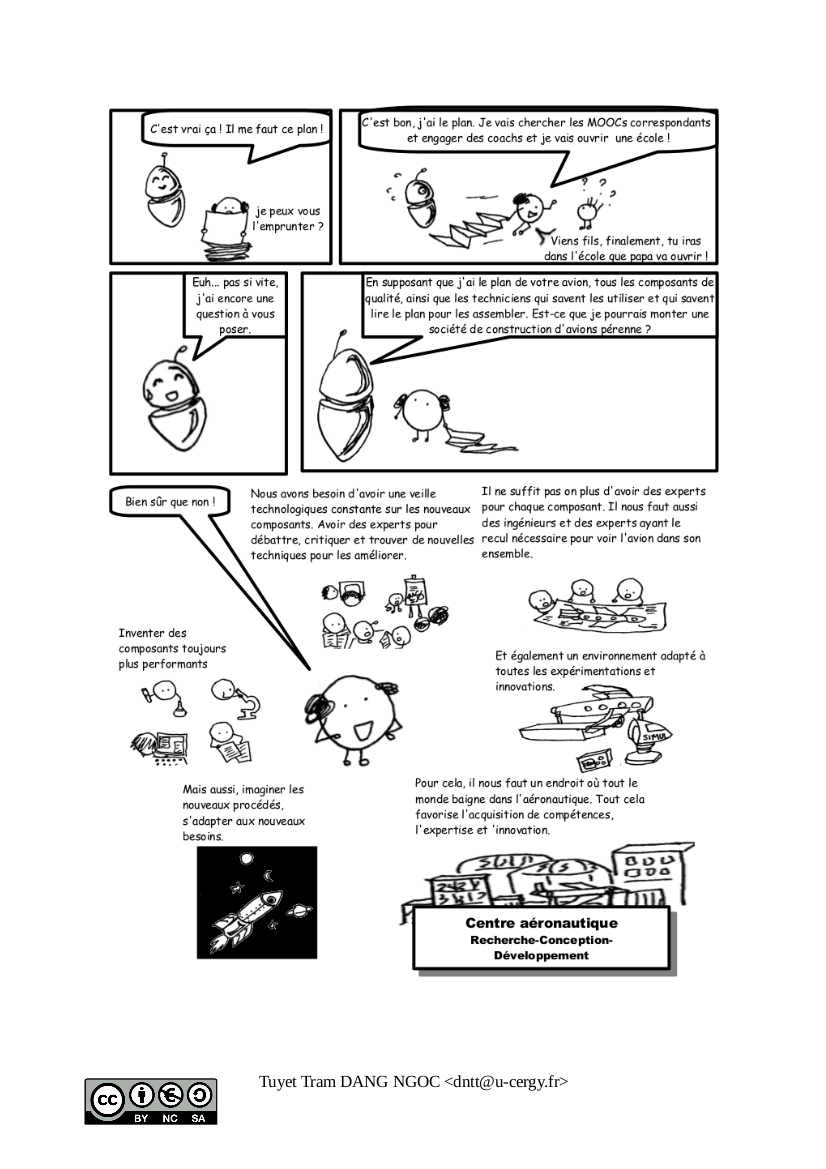 C'est vrai ça ! Il me faut ce plan !
je peux vous
l'emprunter ?
C'est bon, j'ai le plan. Je vais chercher les MOOCs correspondants
et engager des coachs et je vais ouvrir une école !
? ? ?
Viens fils, finalement, tu iras
dans l'école que papa va ouvrir !
Euh... pas si vite,
j'ai encore une
question à vous
poser.
En supposant que j'ai le plan de votre avion, tous les composants de
qualité, ainsi que les techniciens qui savent les utiliser et qui savent
lire le plan pour les assembler. Est-ce que je pourrais monter une
société de construction d'avions pérenne ?
Bien sûr que non !
Nous avons besoin d'avoir une veille
technologiques constante sur les nouveaux
composants. Avoir des experts pour
débattre, critiquer et trouver de nouvelles
techniques pour les améliorer.
Il ne suffit pas on plus d'avoir des experts
pour chaque composant. Il nous faut aussi
des ingénieurs et des experts ayant le
recul nécessaire pour voir l'avion dans son
ensemble.
Inventer des
composants toujours
plus performants
Et également un environnement adapté à
toutes les expérimentations et
innovations.
SIMUL
Mais aussi, imaginer les
nouveaux procédés,
s'adapter aux nouveaux
besoins.
Pour cela, il nous faut un endroit où tout le
monde baigne dans l'aéronautique. Tout cela
favorise l'acquisition de compétences,
l'expertise et 'innovation.
Centre aéronautique
Recherche-Conception-
Développement
Tuyet Tram DANG NGOC <dntt@u-cergy.fr>
cc
BY NC SA